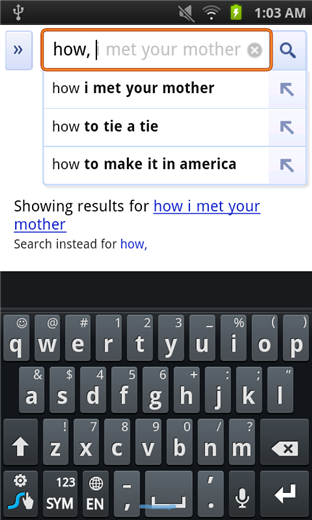 1:03 AM
» how, i met your mother
how i met your mother
how to tie a tie
how to make it in america
Showing results for how i met your
mother
Search instead for how,
☺ @ # 1 2 3 _ % ( )
q w e r t y u i o p
& $ 4 5 6 + : ; "
a s d f g h j k l
! 7 8 9 0 / ?
z x c v b n m
123
SYM EN - , ' .